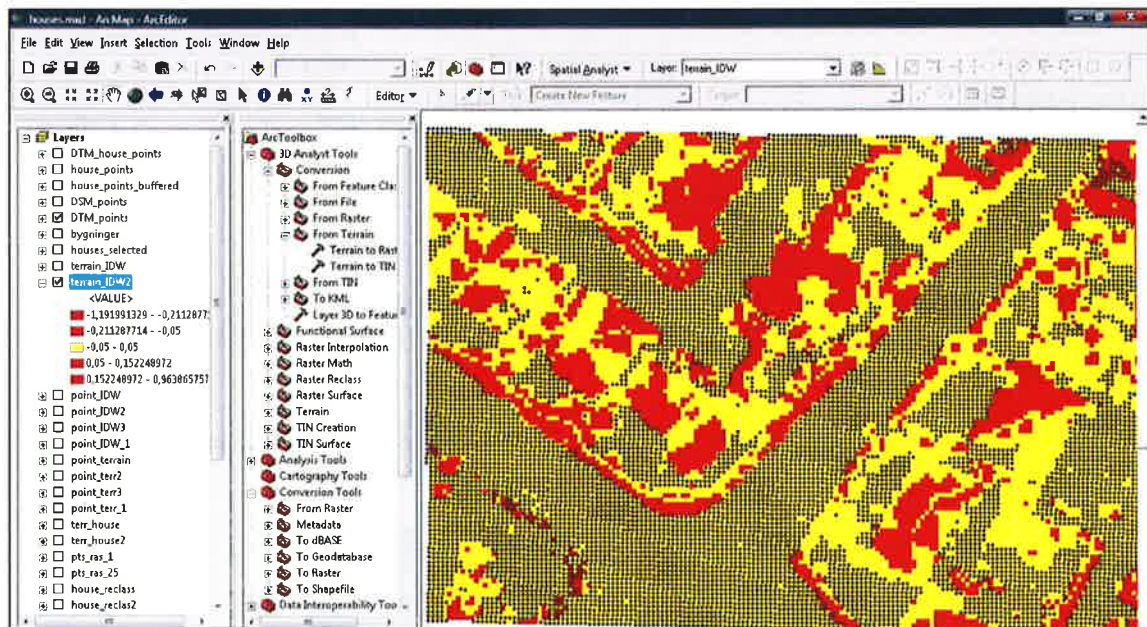 houses.mxd - ArcMap - ArcEditor
File Edit View Insert Selection Tools Window Help
Spatial Analyst Layer: terrain_IDW
Editor Create New Feature
Layers
DTM_house_points
house_points
house_points_buffered
DSM_points
DTM_points
bygninger
houses_selected
terrain_IDW
terrain_IDW2
<VALUE>
-1,191991329 - -0,2112877
-0,211287714 - -0,05
-0,05 - 0,05
0,05 - 0,152248972
0,152248972 - 0,963865757
point_IDW
point_IDW2
point_IDW3
point_IDW_1
point_terrain
point_terr2
point_terr3
point_terr_1
terr_house
terr_house2
pts_ras_1
pts_ras_25
house_reclass
house_reclas2
ArcToolbox
3D Analyst Tools
Conversion
From Feature Clas
From File
From Raster
From Terrain
Terrain to Rast
Terrain to TIN
From TIN
To KML
Layer 3D to Featur
Functional Surface
Raster Interpolation
Raster Math
Raster Reclass
Raster Surface
Terrain
TIN Creation
TIN Surface
Analysis Tools
Cartography Tools
Conversion Tools
From Raster
Metadata
To dBASE
To Geodatabase
To Raster
To Shapefile
Data Interoperability Too